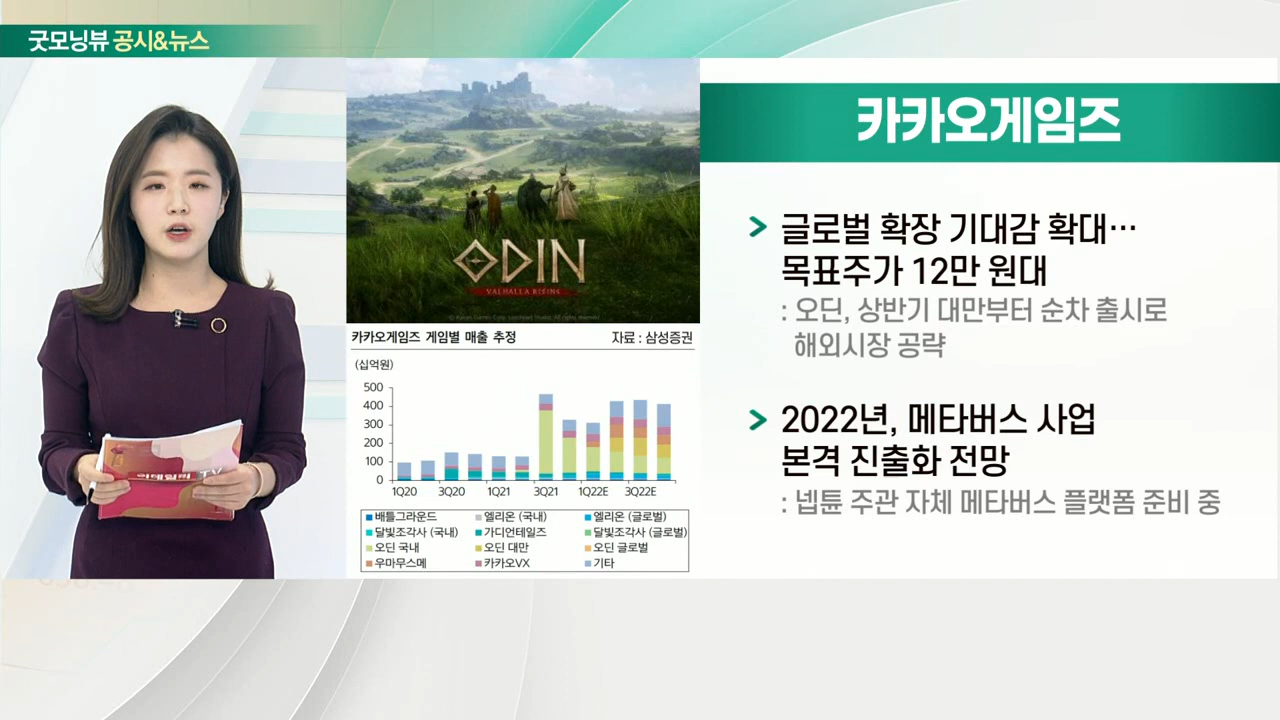 굿모닝뷰 공시&뉴스
ODIN
VALHALLA RISING
카카오게임즈 게임별 매출 추정 자료 : 삼성증권
(십억원)
500
400
300
200
100
0
1Q20 3Q20 1Q21 3Q21 1Q22E 3Q22E
배틀그라운드 엘리온 (국내) 엘리온 (글로벌)
달빛조각사 (국내) 가디언테일즈 달빛조각사 (글로벌)
오딘 국내 오딘 대만 오딘 글로벌
우마무스메 카카오VX 기타
카카오게임즈
글로벌 확장 기대감 확대…
목표주가 12만 원대
: 오딘, 상반기 대만부터 순차 출시로
해외시장 공략
2022년, 메타버스 사업
본격 진출화 전망
: 넵튠 주관 자체 메타버스 플랫폼 준비 중